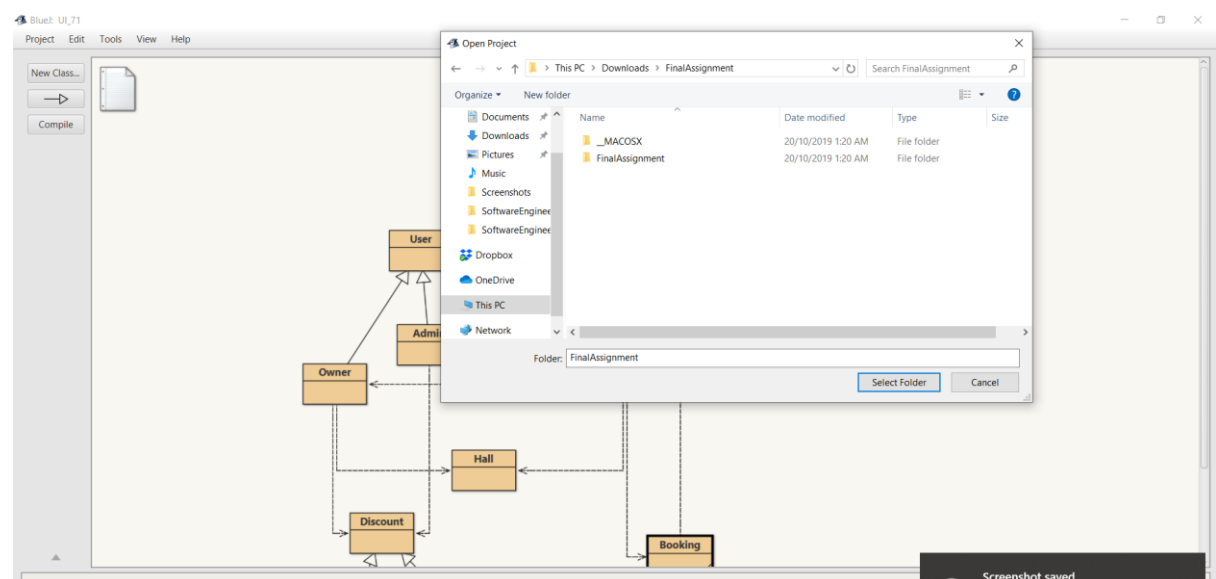 BlueJ: UI_71
Project Edit Tools View Help
New Class...
Compile
User
Admi
Owner
Hall
Discount
Booking
Open Project
This PC > Downloads > FinalAssignment
Search FinalAssignment
Organize New folder
Name Date modified Type Size
__MACOSX 20/10/2019 1:20 AM File folder
FinalAssignment 20/10/2019 1:20 AM File folder
Documents
Downloads
Pictures
Music
Screenshots
SoftwareEnginee
SoftwareEnginee
Dropbox
OneDrive
This PC
Network
Folder: FinalAssignment
Select Folder Cancel
Screenshot saved